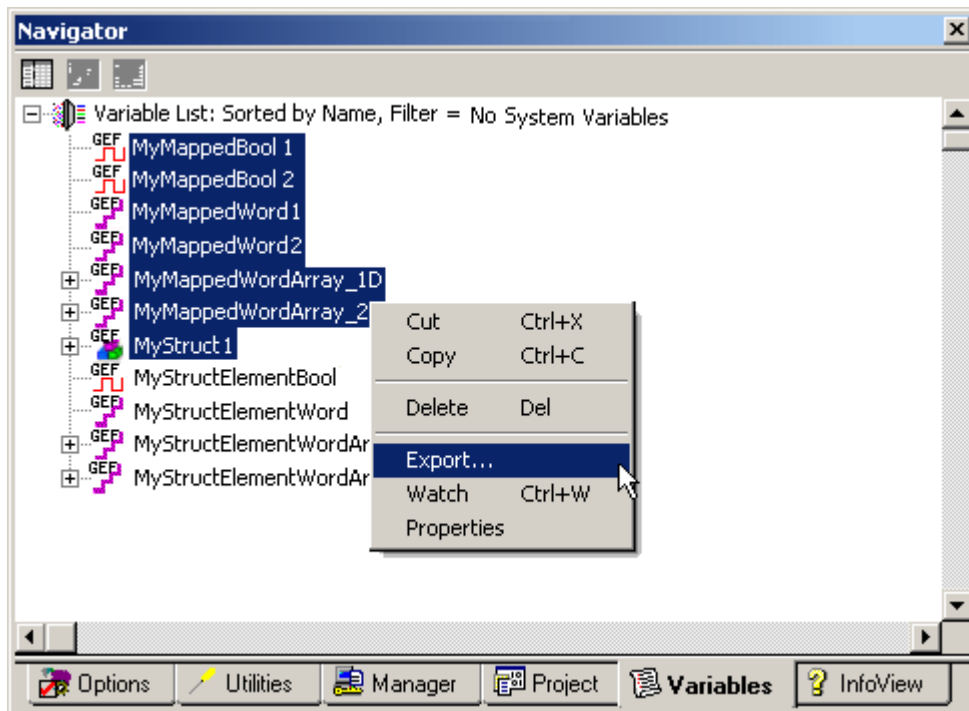 Navigator
Variable List: Sorted by Name, Filter = No System Variables
GEF MyMappedBool 1
GEF MyMappedBool 2
GEF MyMappedWord1
GEF MyMappedWord2
GEF MyMappedWordArray_1D
GEF MyMappedWordArray_2
GEF MyStruct1
GEF MyStructElementBool
GEF MyStructElementWord
GEF MyStructElementWordAr
GEF MyStructElementWordAr
Cut Ctrl+X
Copy Ctrl+C
Delete Del
Export...
Watch Ctrl+W
Properties
Options Utilities Manager Project Variables InfoView